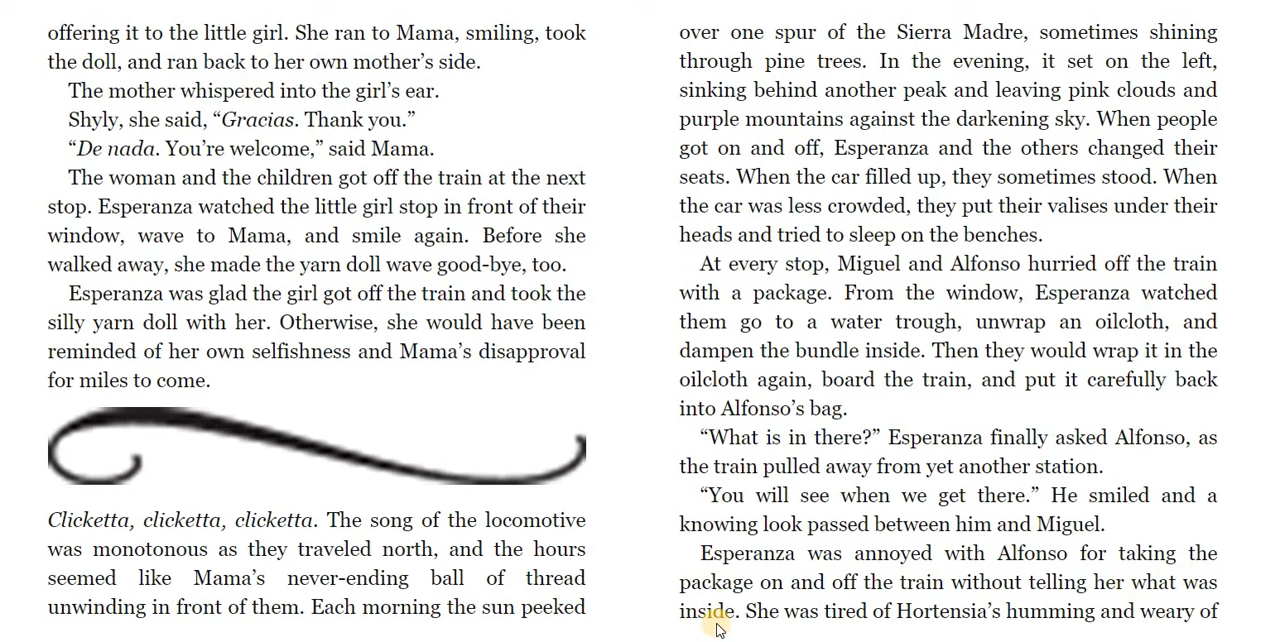 offering it to the little girl. She ran to Mama, smiling, took
the doll, and ran back to her own mother’s side.
The mother whispered into the girl’s ear.
Shyly, she said, “Gracias. Thank you.”
“De nada. You’re welcome,” said Mama.
The woman and the children got off the train at the next
stop. Esperanza watched the little girl stop in front of their
window, wave to Mama, and smile again. Before she
walked away, she made the yarn doll wave good-bye, too.
Esperanza was glad the girl got off the train and took the
silly yarn doll with her. Otherwise, she would have been
reminded of her own selfishness and Mama’s disapproval
for miles to come.
Clicketta, clicketta, clicketta. The song of the locomotive
was monotonous as they traveled north, and the hours
seemed like Mama’s never-ending ball of thread
unwinding in front of them. Each morning the sun peeked
over one spur of the Sierra Madre, sometimes shining
through pine trees. In the evening, it set on the left,
sinking behind another peak and leaving pink clouds and
purple mountains against the darkening sky. When people
got on and off, Esperanza and the others changed their
seats. When the car filled up, they sometimes stood. When
the car was less crowded, they put their valises under their
heads and tried to sleep on the benches.
At every stop, Miguel and Alfonso hurried off the train
with a package. From the window, Esperanza watched
them go to a water trough, unwrap an oilcloth, and
dampen the bundle inside. Then they would wrap it in the
oilcloth again, board the train, and put it carefully back
into Alfonso’s bag.
“What is in there?” Esperanza finally asked Alfonso, as
the train pulled away from yet another station.
“You will see when we get there.” He smiled and a
knowing look passed between him and Miguel.
Esperanza was annoyed with Alfonso for taking the
package on and off the train without telling her what was
inside. She was tired of Hortensia’s humming and weary of